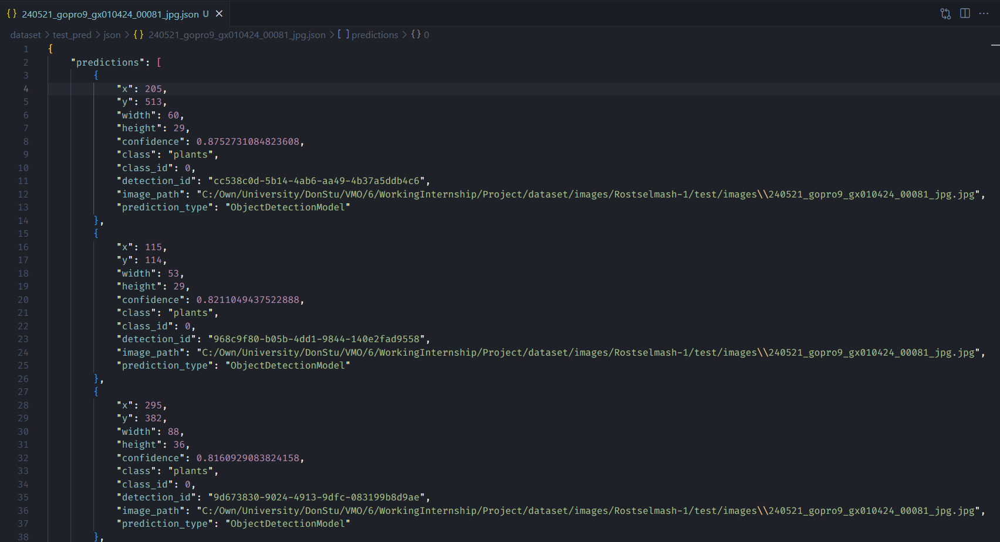 {} 240521_gopro9_gx010424_00081_jpg.json U ×
dataset > test_pred > json > {} 240521_gopro9_gx010424_00081_jpg.json > [ ] predictions > {} 0
1 {
2 "predictions": [
3 {
4 "x": 205,
5 "y": 513,
6 "width": 60,
7 "height": 29,
8 "confidence": 0.8752731084823608,
9 "class": "plants",
10 "class_id": 0,
11 "detection_id": "cc538c0d-5b14-4ab6-aa49-4b37a5ddb4c6",
12 "image_path": "C:/Own/University/DonStu/VMO/6/WorkingInternship/Project/dataset/images/Rostselmash-1/test/images\\240521_gopro9_gx010424_00081_jpg.jpg",
13 "prediction_type": "ObjectDetectionModel"
14 },
15 {
16 "x": 115,
17 "y": 114,
18 "width": 53,
19 "height": 29,
20 "confidence": 0.8211049437522888,
21 "class": "plants",
22 "class_id": 0,
23 "detection_id": "968c9f80-b05b-4dd1-9844-140e2fad9558",
24 "image_path": "C:/Own/University/DonStu/VMO/6/WorkingInternship/Project/dataset/images/Rostselmash-1/test/images\\240521_gopro9_gx010424_00081_jpg.jpg",
25 "prediction_type": "ObjectDetectionModel"
26 },
27 {
28 "x": 295,
29 "y": 382,
30 "width": 88,
31 "height": 36,
32 "confidence": 0.8160929083824158,
33 "class": "plants",
34 "class_id": 0,
35 "detection_id": "9d673830-9024-4913-9dfc-083199b8d9ae",
36 "image_path": "C:/Own/University/DonStu/VMO/6/WorkingInternship/Project/dataset/images/Rostselmash-1/test/images\\240521_gopro9_gx010424_00081_jpg.jpg",
37 "prediction_type": "ObjectDetectionModel"
38 },